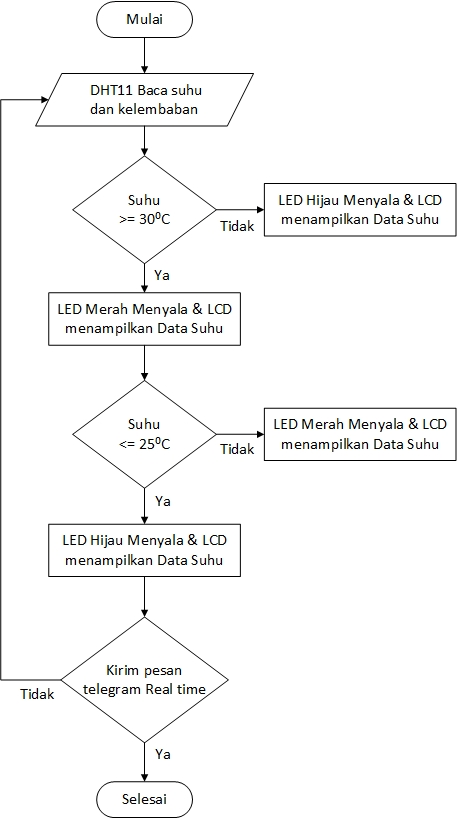 Mulai
DHT11 Baca suhu
dan kelembaban
Suhu
>= 30⁰C
Tidak
LED Hijau Menyala & LCD
menampilkan Data Suhu
Ya
LED Merah Menyala & LCD
menampilkan Data Suhu
Suhu
<= 25⁰C
Tidak
LED Merah Menyala & LCD
menampilkan Data Suhu
Ya
LED Hijau Menyala & LCD
menampilkan Data Suhu
Kirim pesan
telegram Real time
Tidak
Ya
Selesai